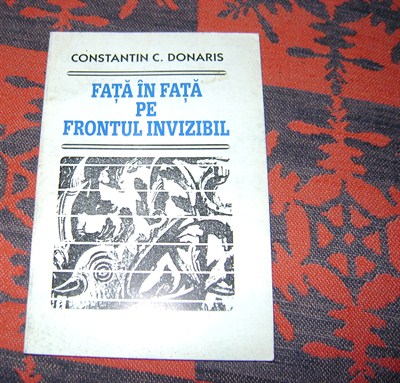 CONSTANTIN C. DONARIS
FAȚĂ ÎN FAȚĂ
PE
FRONTUL INVIZIBIL